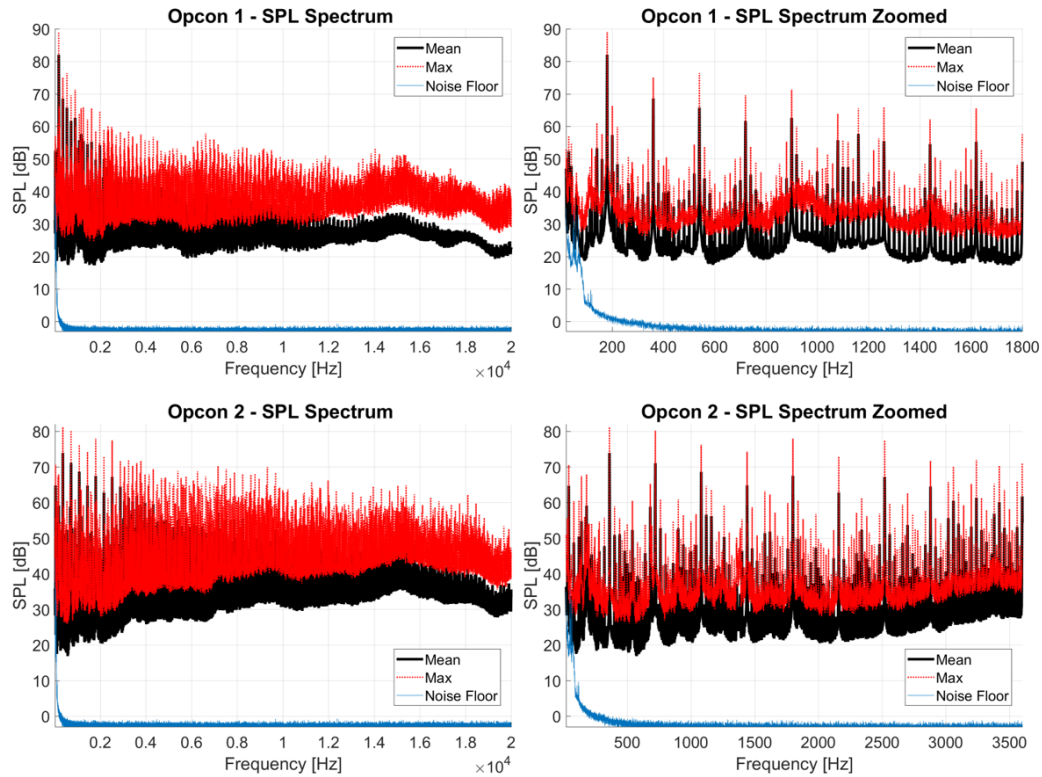 Opcon 1 - SPL Spectrum
90
80
70
60
50
40
30
20
10
0
SPL [dB]
Mean
Max
Noise Floor
0.2 0.4 0.6 0.8 1 1.2 1.4 1.6 1.8 2
Frequency [Hz]
×10^4
Opcon 1 - SPL Spectrum Zoomed
90
80
70
60
50
40
30
20
10
0
SPL [dB]
Mean
Max
Noise Floor
200 400 600 800 1000 1200 1400 1600 1800
Frequency [Hz]
Opcon 2 - SPL Spectrum
80
70
60
50
40
30
20
10
0
SPL [dB]
Mean
Max
Noise Floor
0.2 0.4 0.6 0.8 1 1.2 1.4 1.6 1.8 2
Frequency [Hz]
×10^4
Opcon 2 - SPL Spectrum Zoomed
80
70
60
50
40
30
20
10
0
SPL [dB]
Mean
Max
Noise Floor
500 1000 1500 2000 2500 3000 3500
Frequency [Hz]